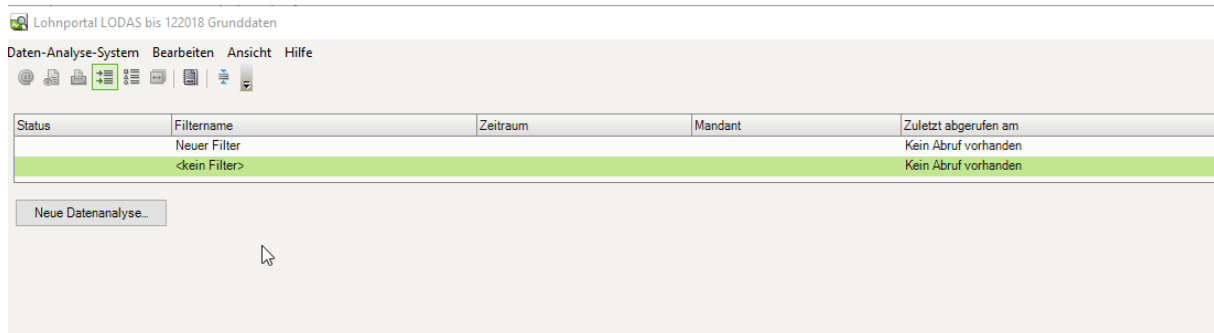 Lohnportal LODAS bis 122018 Grunddaten
Daten-Analyse-System Bearbeiten Ansicht Hilfe
Status Filtername Zeitraum Mandant Zuletzt abgerufen am
Neuer Filter Kein Abruf vorhanden
<kein Filter> Kein Abruf vorhanden
Neue Datenanalyse...